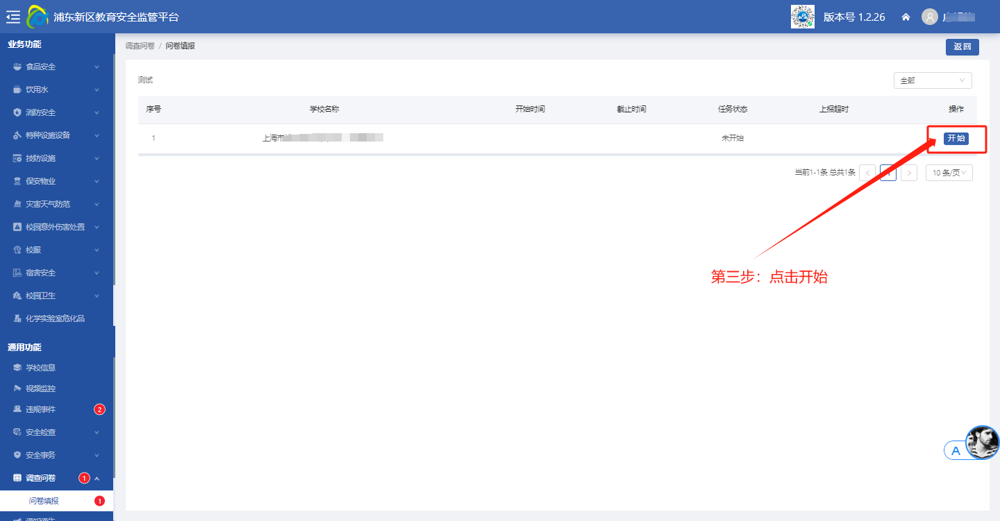 浦东新区教育安全监管平台
版本号 1.2.26
业务功能
食品安全
饮用水
消防安全
特种设施设备
技防设施
保安物业
灾害天气防范
校园意外伤害处置
校服
宿舍安全
校园卫生
化学实验室危化品
通用功能
学校信息
视频监控
违规事件 2
安全检查
安全事务
调查问卷 1
问卷填报 1
通知通告
调查问卷 / 问卷填报
返回
测试
全部
序号 学校名称 开始时间 截止时间 任务状态 上报超时 操作
1 上海市 未开始 开始
当前1-1条 总共1条 < 1 > 10 条/页
第三步：点击开始
A